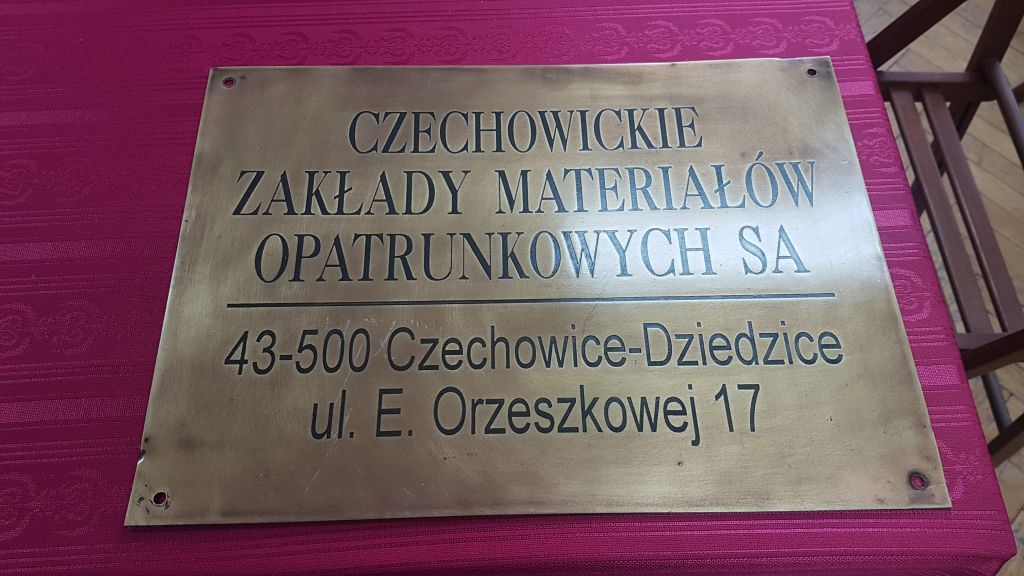 CZECHOWICKIE
ZAKŁADY MATERIAŁÓW
OPATRUNKOWYCH SA
43-500 Czechowice-Dziedzice
ul. E. Orzeszkowej 17